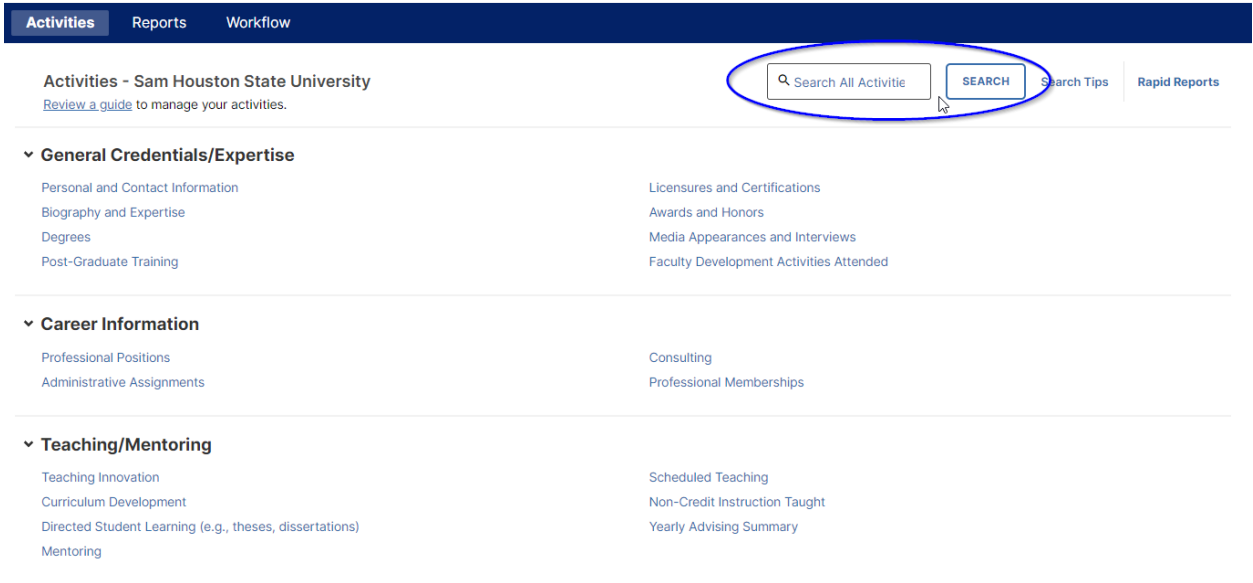 Activities Reports Workflow
Activities - Sam Houston State University
Review a guide to manage your activities.
Search All Activitie
SEARCH
Search Tips
Rapid Reports
General Credentials/Expertise
Personal and Contact Information
Biography and Expertise
Degrees
Post-Graduate Training
Licensures and Certifications
Awards and Honors
Media Appearances and Interviews
Faculty Development Activities Attended
Career Information
Professional Positions
Administrative Assignments
Consulting
Professional Memberships
Teaching/Mentoring
Teaching Innovation
Curriculum Development
Directed Student Learning (e.g., theses, dissertations)
Mentoring
Scheduled Teaching
Non-Credit Instruction Taught
Yearly Advising Summary